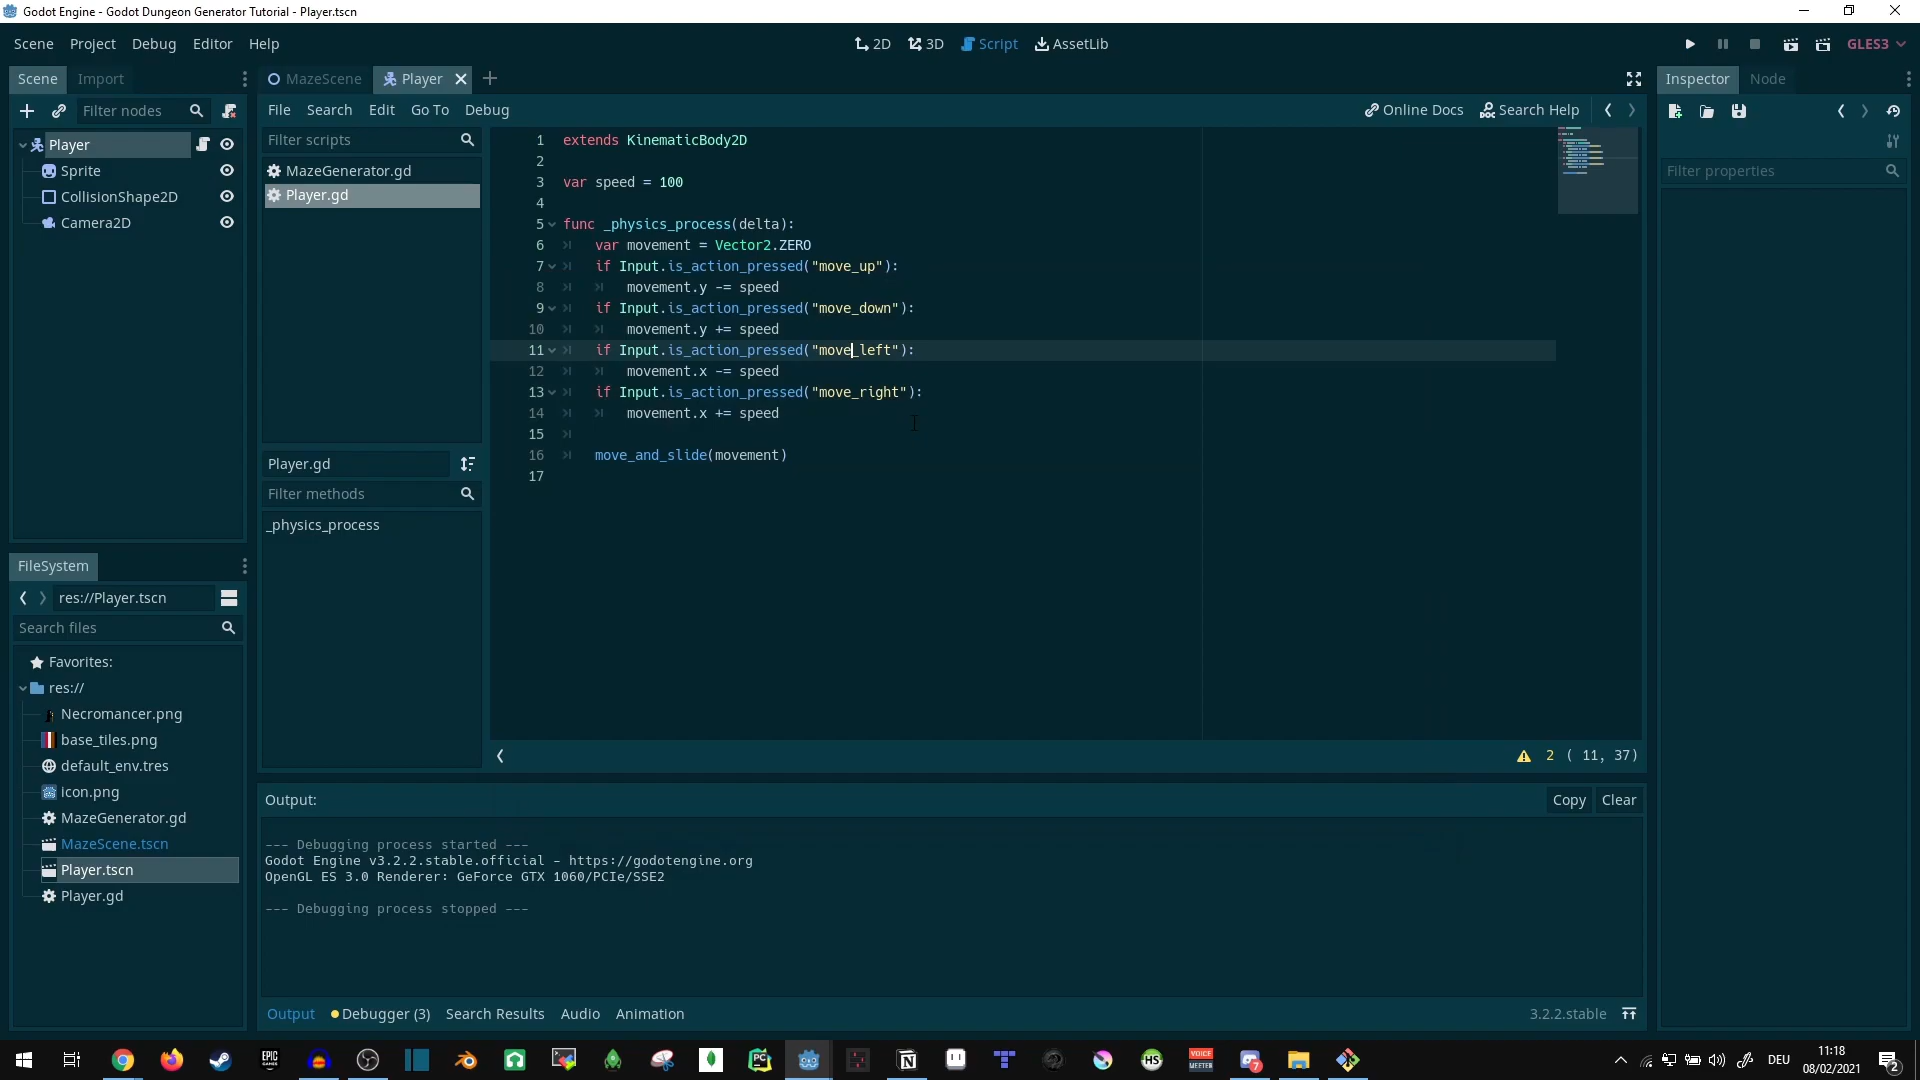 Godot Engine - Godot Dungeon Generator Tutorial - Player.tscn
Scene Project Debug Editor Help
2D 3D Script AssetLib
GLES3
Scene Import
MazeScene Player
Inspector Node
Filter nodes
File Search Edit Go To Debug
Online Docs Search Help
Player
Sprite
CollisionShape2D
Camera2D
Filter scripts
MazeGenerator.gd
Player.gd
Player.gd
Filter methods
_physics_process
1 extends KinematicBody2D
2
3 var speed = 100
4
5 func _physics_process(delta):
6 var movement = Vector2.ZERO
7 if Input.is_action_pressed("move_up"):
8 movement.y -= speed
9 if Input.is_action_pressed("move_down"):
10 movement.y += speed
11 if Input.is_action_pressed("move_left"):
12 movement.x -= speed
13 if Input.is_action_pressed("move_right"):
14 movement.x += speed
15
16 move_and_slide(movement)
17
2 ( 11, 37)
Filter properties
FileSystem
res://Player.tscn
Search files
Favorites:
res://
Necromancer.png
base_tiles.png
default_env.tres
icon.png
MazeGenerator.gd
MazeScene.tscn
Player.tscn
Player.gd
Output:
Copy Clear
--- Debugging process started ---
Godot Engine v3.2.2.stable.official - https://godotengine.org
OpenGL ES 3.0 Renderer: GeForce GTX 1060/PCIe/SSE2
--- Debugging process stopped ---
Output Debugger (3) Search Results Audio Animation
3.2.2.stable
EPIC GAMES
PC
N
HS
VOICE MEETER
7
DEU
11:18
08/02/2021
2